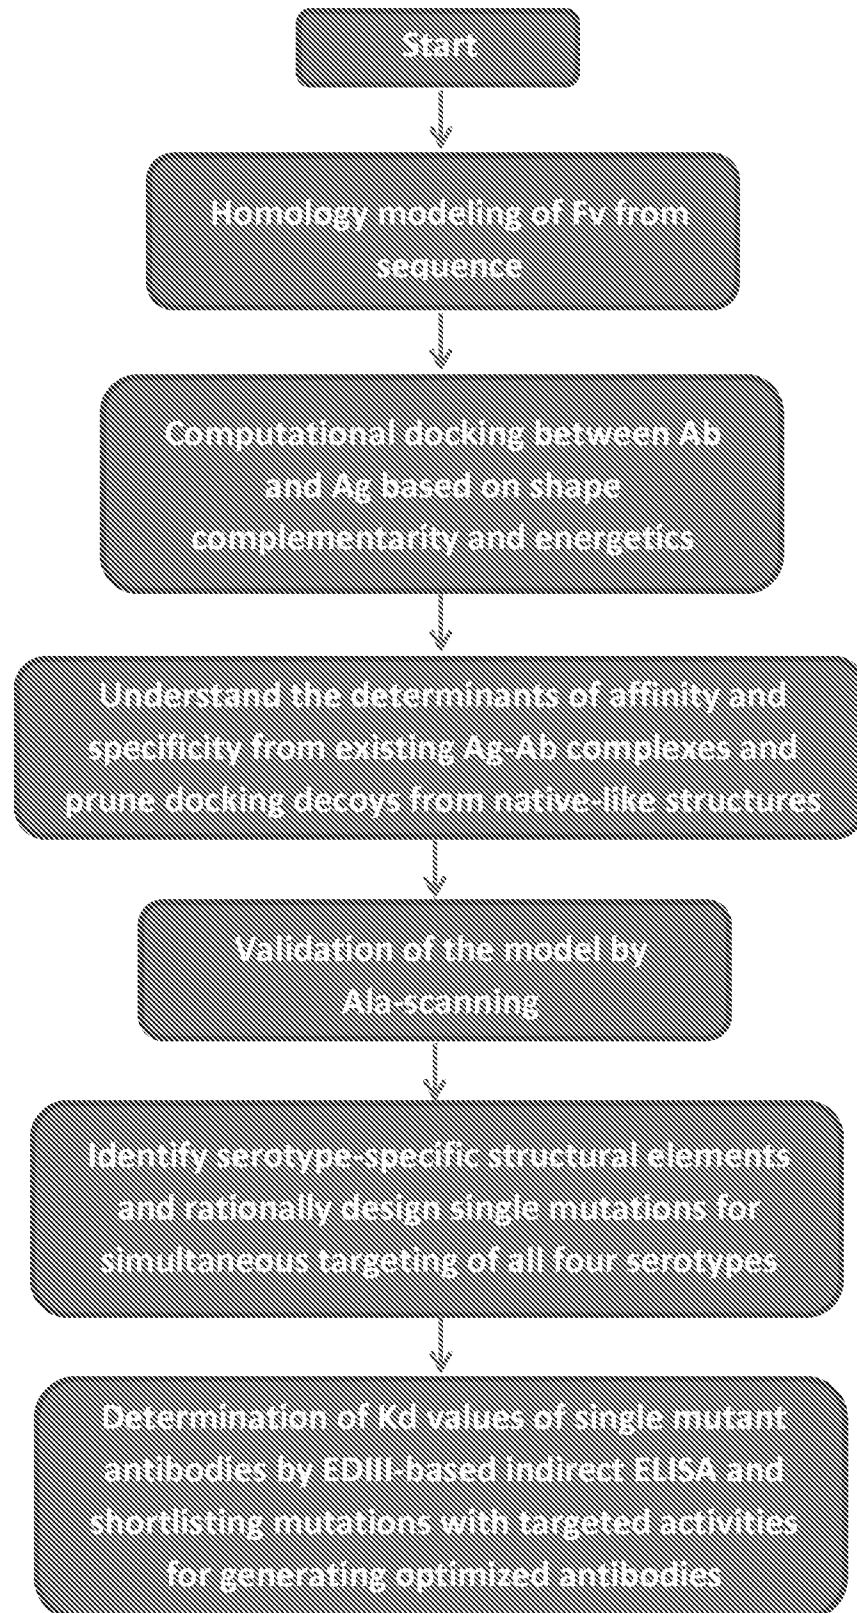 Start
Homology modeling of Fv from
sequence
Computational docking between Ab
and Ag based on shape
complementarity and energetics
Understand the determinants of affinity and
specificity from existing Ag-Ab complexes and
prune docking decoys from native-like structures
Validation of the model by
Ala-scanning
Identify serotype-specific structural elements
and rationally design single mutations for
simultaneous targeting of all four serotypes
Determination of Kd values of single mutant
antibodies by EDIII-based indirect ELISA and
shortlisting mutations with targeted activities
for generating optimized antibodies